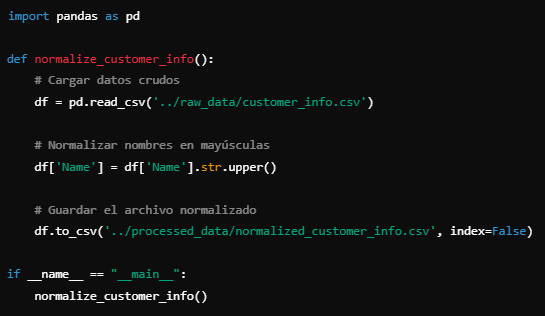 import pandas as pd
def normalize_customer_info():
# Cargar datos crudos
df = pd.read_csv('../raw_data/customer_info.csv')
# Normalizar nombres en mayúsculas
df['Name'] = df['Name'].str.upper()
# Guardar el archivo normalizado
df.to_csv('../processed_data/normalized_customer_info.csv', index=False)
if __name__ == "__main__":
normalize_customer_info()